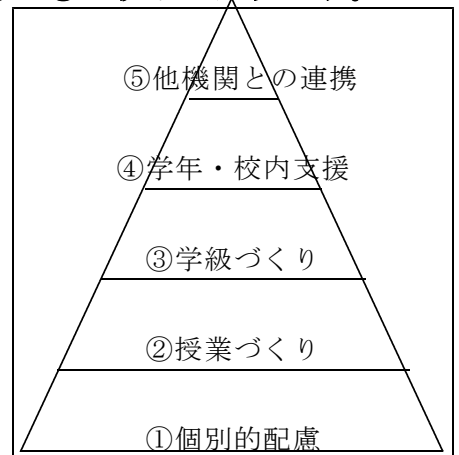 ⑤他機関との連携
④学年・校内支援
③学級づくり
②授業づくり
①個別的配慮